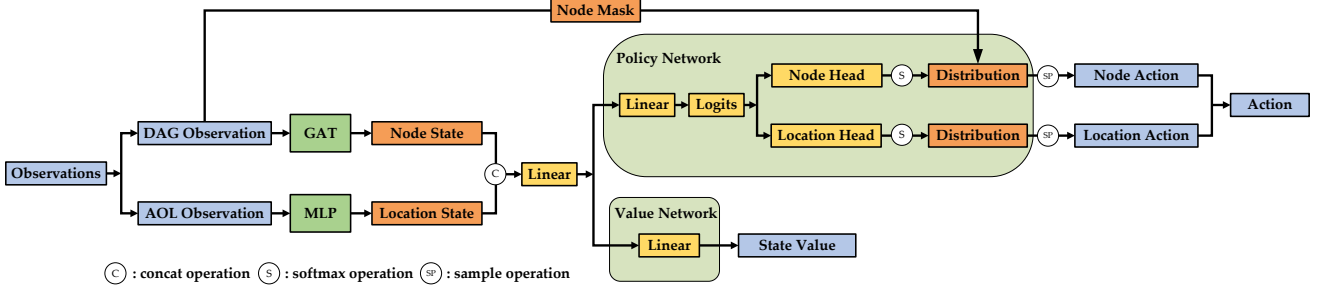 Node Mask
Policy Network
Node Head
S
Distribution
SP
Node Action
Linear
Logits
Action
DAG Observation
GAT
Node State
Location Head
S
Distribution
SP
Location Action
Observations
C
Linear
AOL Observation
MLP
Location State
Value Network
Linear
State Value
C : concat operation S : softmax operation SP : sample operation